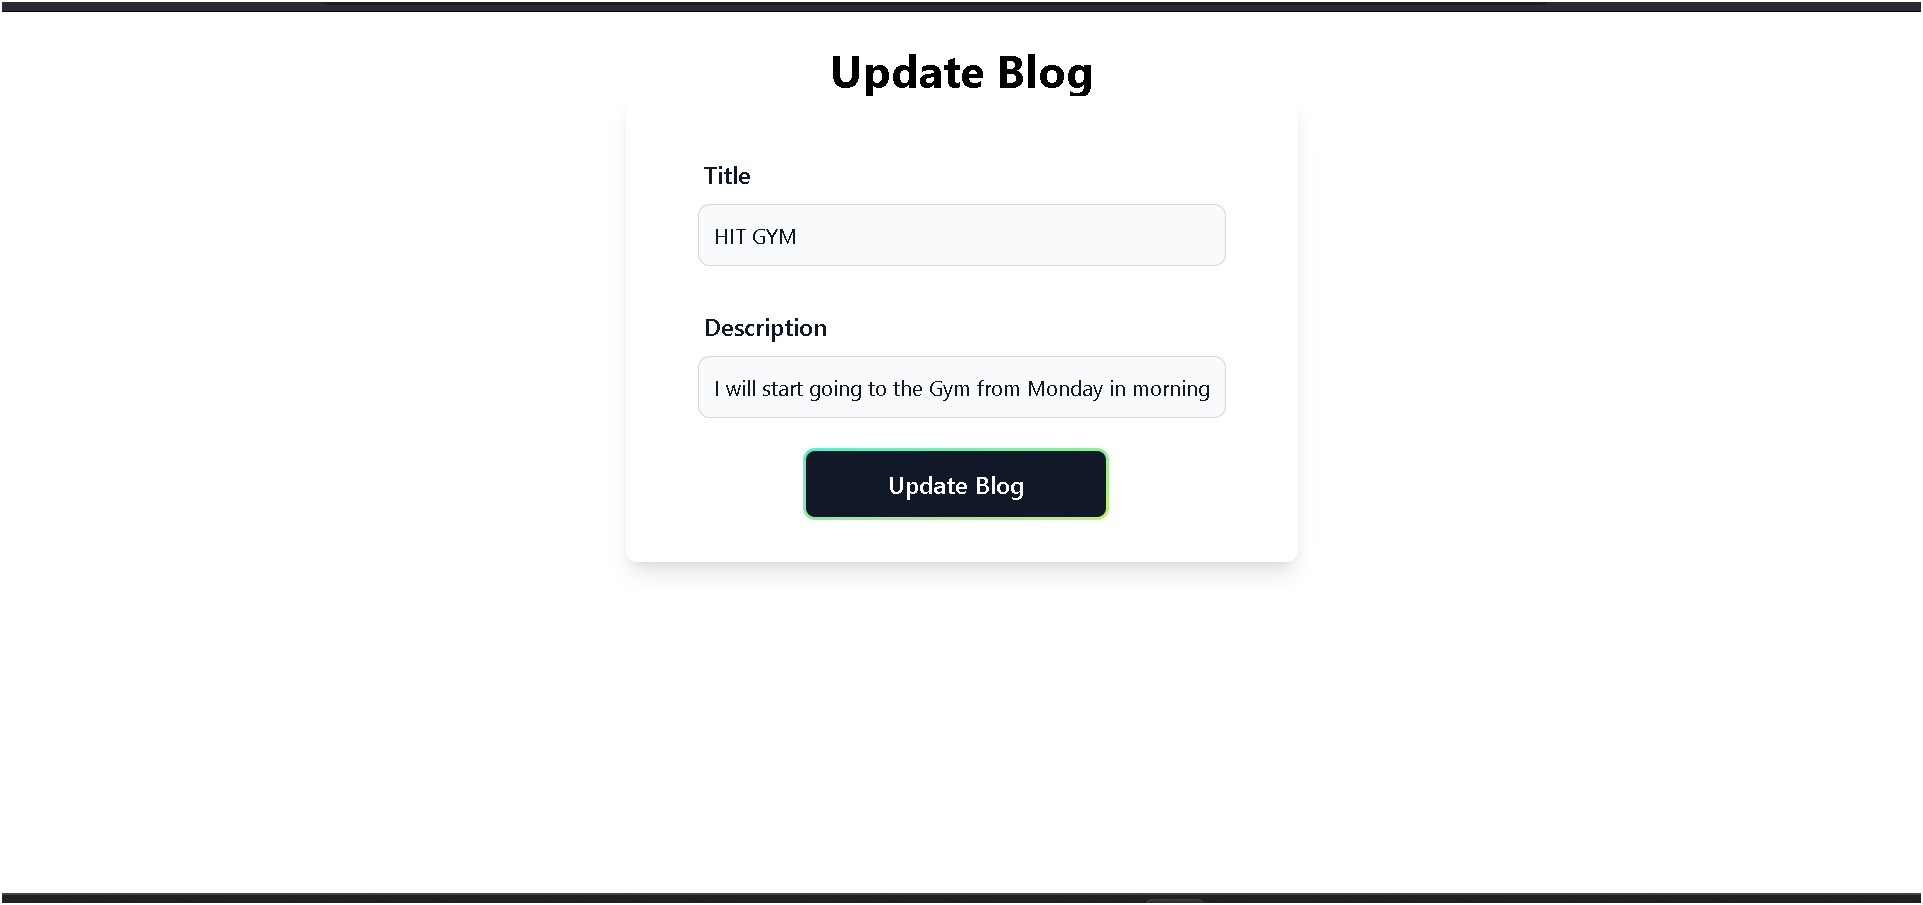 Update Blog
Title
HIT GYM
Description
I will start going to the Gym from Monday in morning
Update Blog